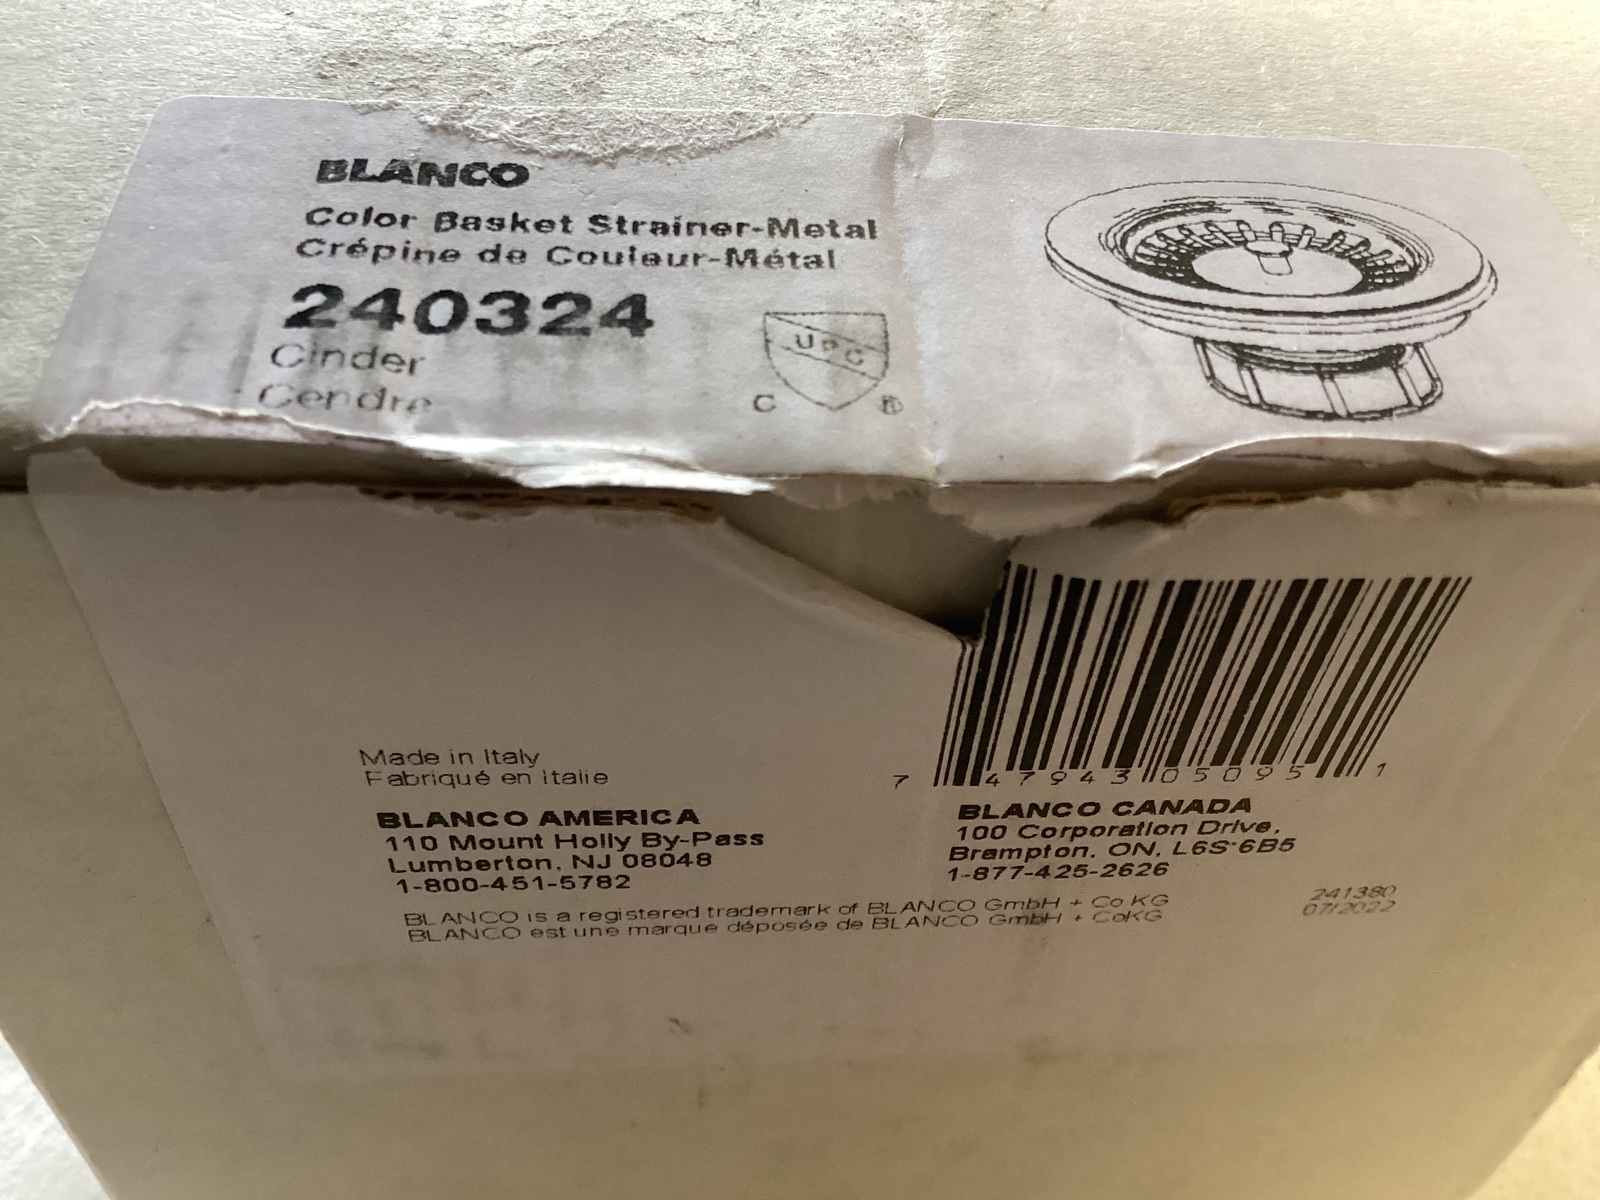 BLANCO
Color Basket Strainer-Metal
Crépine de Couleur-Métal
240324
Cinder
Cendre
UPC
C ®
Made in Italy
Fabriqué en Italie
7 47943 05095 1
BLANCO AMERICA
110 Mount Holly By-Pass
Lumberton, NJ 08048
1-800-451-5782
BLANCO CANADA
100 Corporation Drive,
Brampton, ON, L6S 6B5
1-877-425-2626
BLANCO is a registered trademark of BLANCO GmbH + Co KG
BLANCO est une marque déposée de BLANCO GmbH + CoKG
241380
07/2022